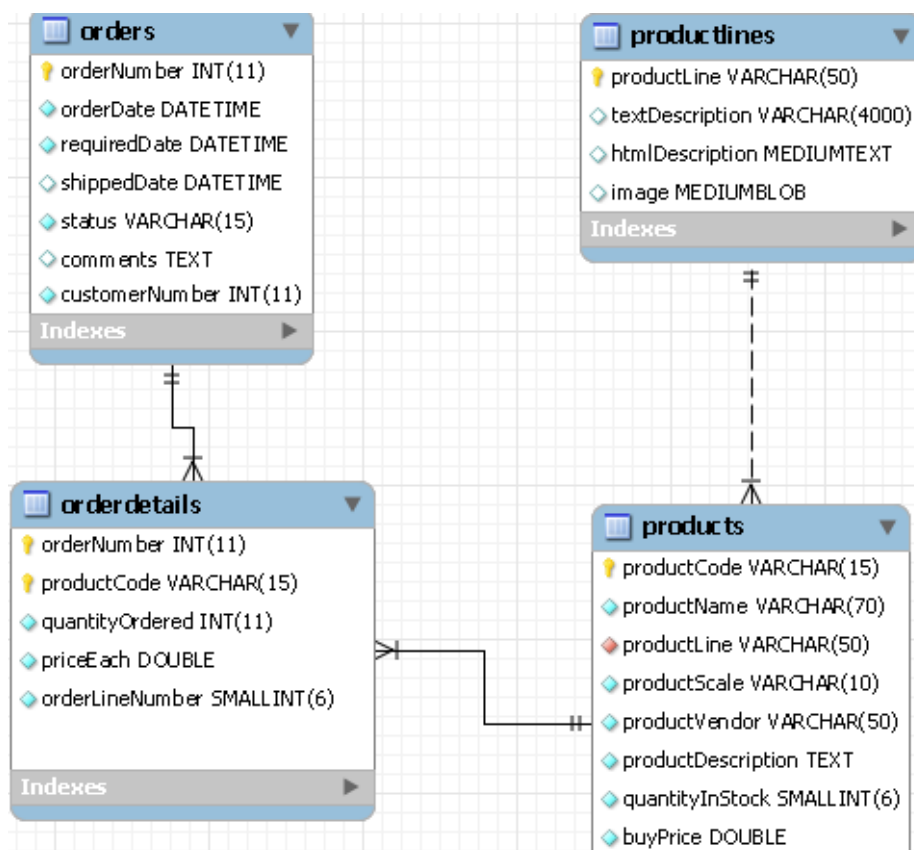 orders
orderNumber INT(11)
orderDate DATETIME
requiredDate DATETIME
shippedDate DATETIME
status VARCHAR(15)
comments TEXT
customerNumber INT(11)
Indexes
productlines
productLine VARCHAR(50)
textDescription VARCHAR(4000)
htmlDescription MEDIUMTEXT
image MEDIUMBLOB
Indexes
orderdetails
orderNumber INT(11)
productCode VARCHAR(15)
quantityOrdered INT(11)
priceEach DOUBLE
orderLineNumber SMALLINT(6)
Indexes
products
productCode VARCHAR(15)
productName VARCHAR(70)
productLine VARCHAR(50)
productScale VARCHAR(10)
productVendor VARCHAR(50)
productDescription TEXT
quantityInStock SMALLINT(6)
buyPrice DOUBLE